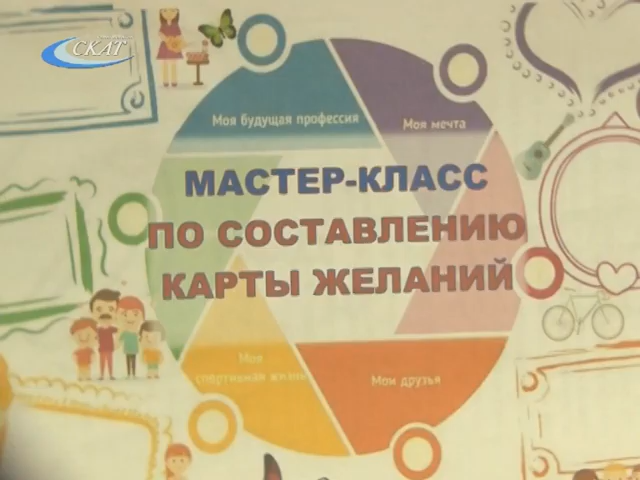 СКАТ
Моя будущая профессия
Моя мечта
МАСТЕР-КЛАСС
ПО СОСТАВЛЕНИЮ
КАРТЫ ЖЕЛАНИЙ
Моя
спортивная жизнь
Мои друзья